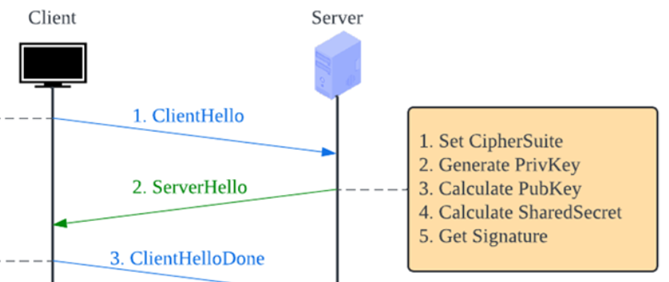 Client
Server
1. ClientHello
2. ServerHello
3. ClientHelloDone
1. Set CipherSuite
2. Generate PrivKey
3. Calculate PubKey
4. Calculate SharedSecret
5. Get Signature